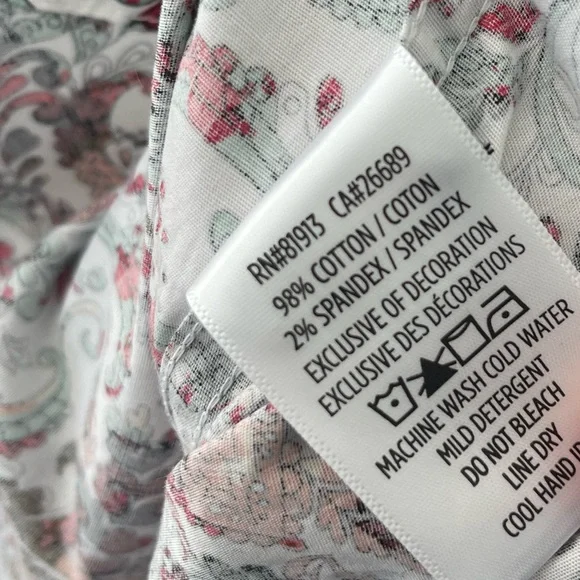 RN#81913 CA#26689
98% COTTON / COTON
2% SPANDEX / SPANDEX
EXCLUSIVE OF DECORATION
EXCLUSIVE DES DÉCORATIONS
MACHINE WASH COLD WATER
MILD DETERGENT
DO NOT BLEACH
LINE DRY
COOL HAND